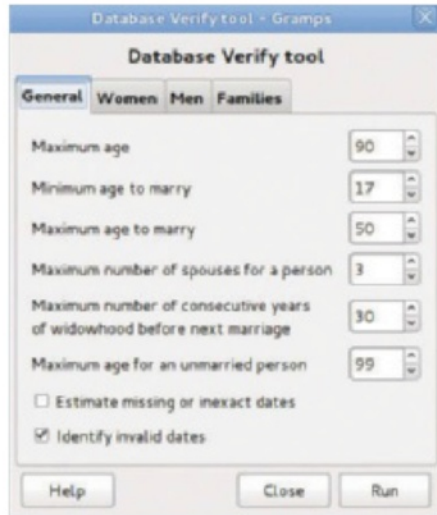 Database Verify tool - Gramps
Database Verify tool
General Women Men Families
Maximum age 90
Minimum age to marry 17
Maximum age to marry 50
Maximum number of spouses for a person 3
Maximum number of consecutive years
of widowhood before next marriage 30
Maximum age for an unmarried person 99
Estimate missing or inexact dates
Identify invalid dates
Help Close Run